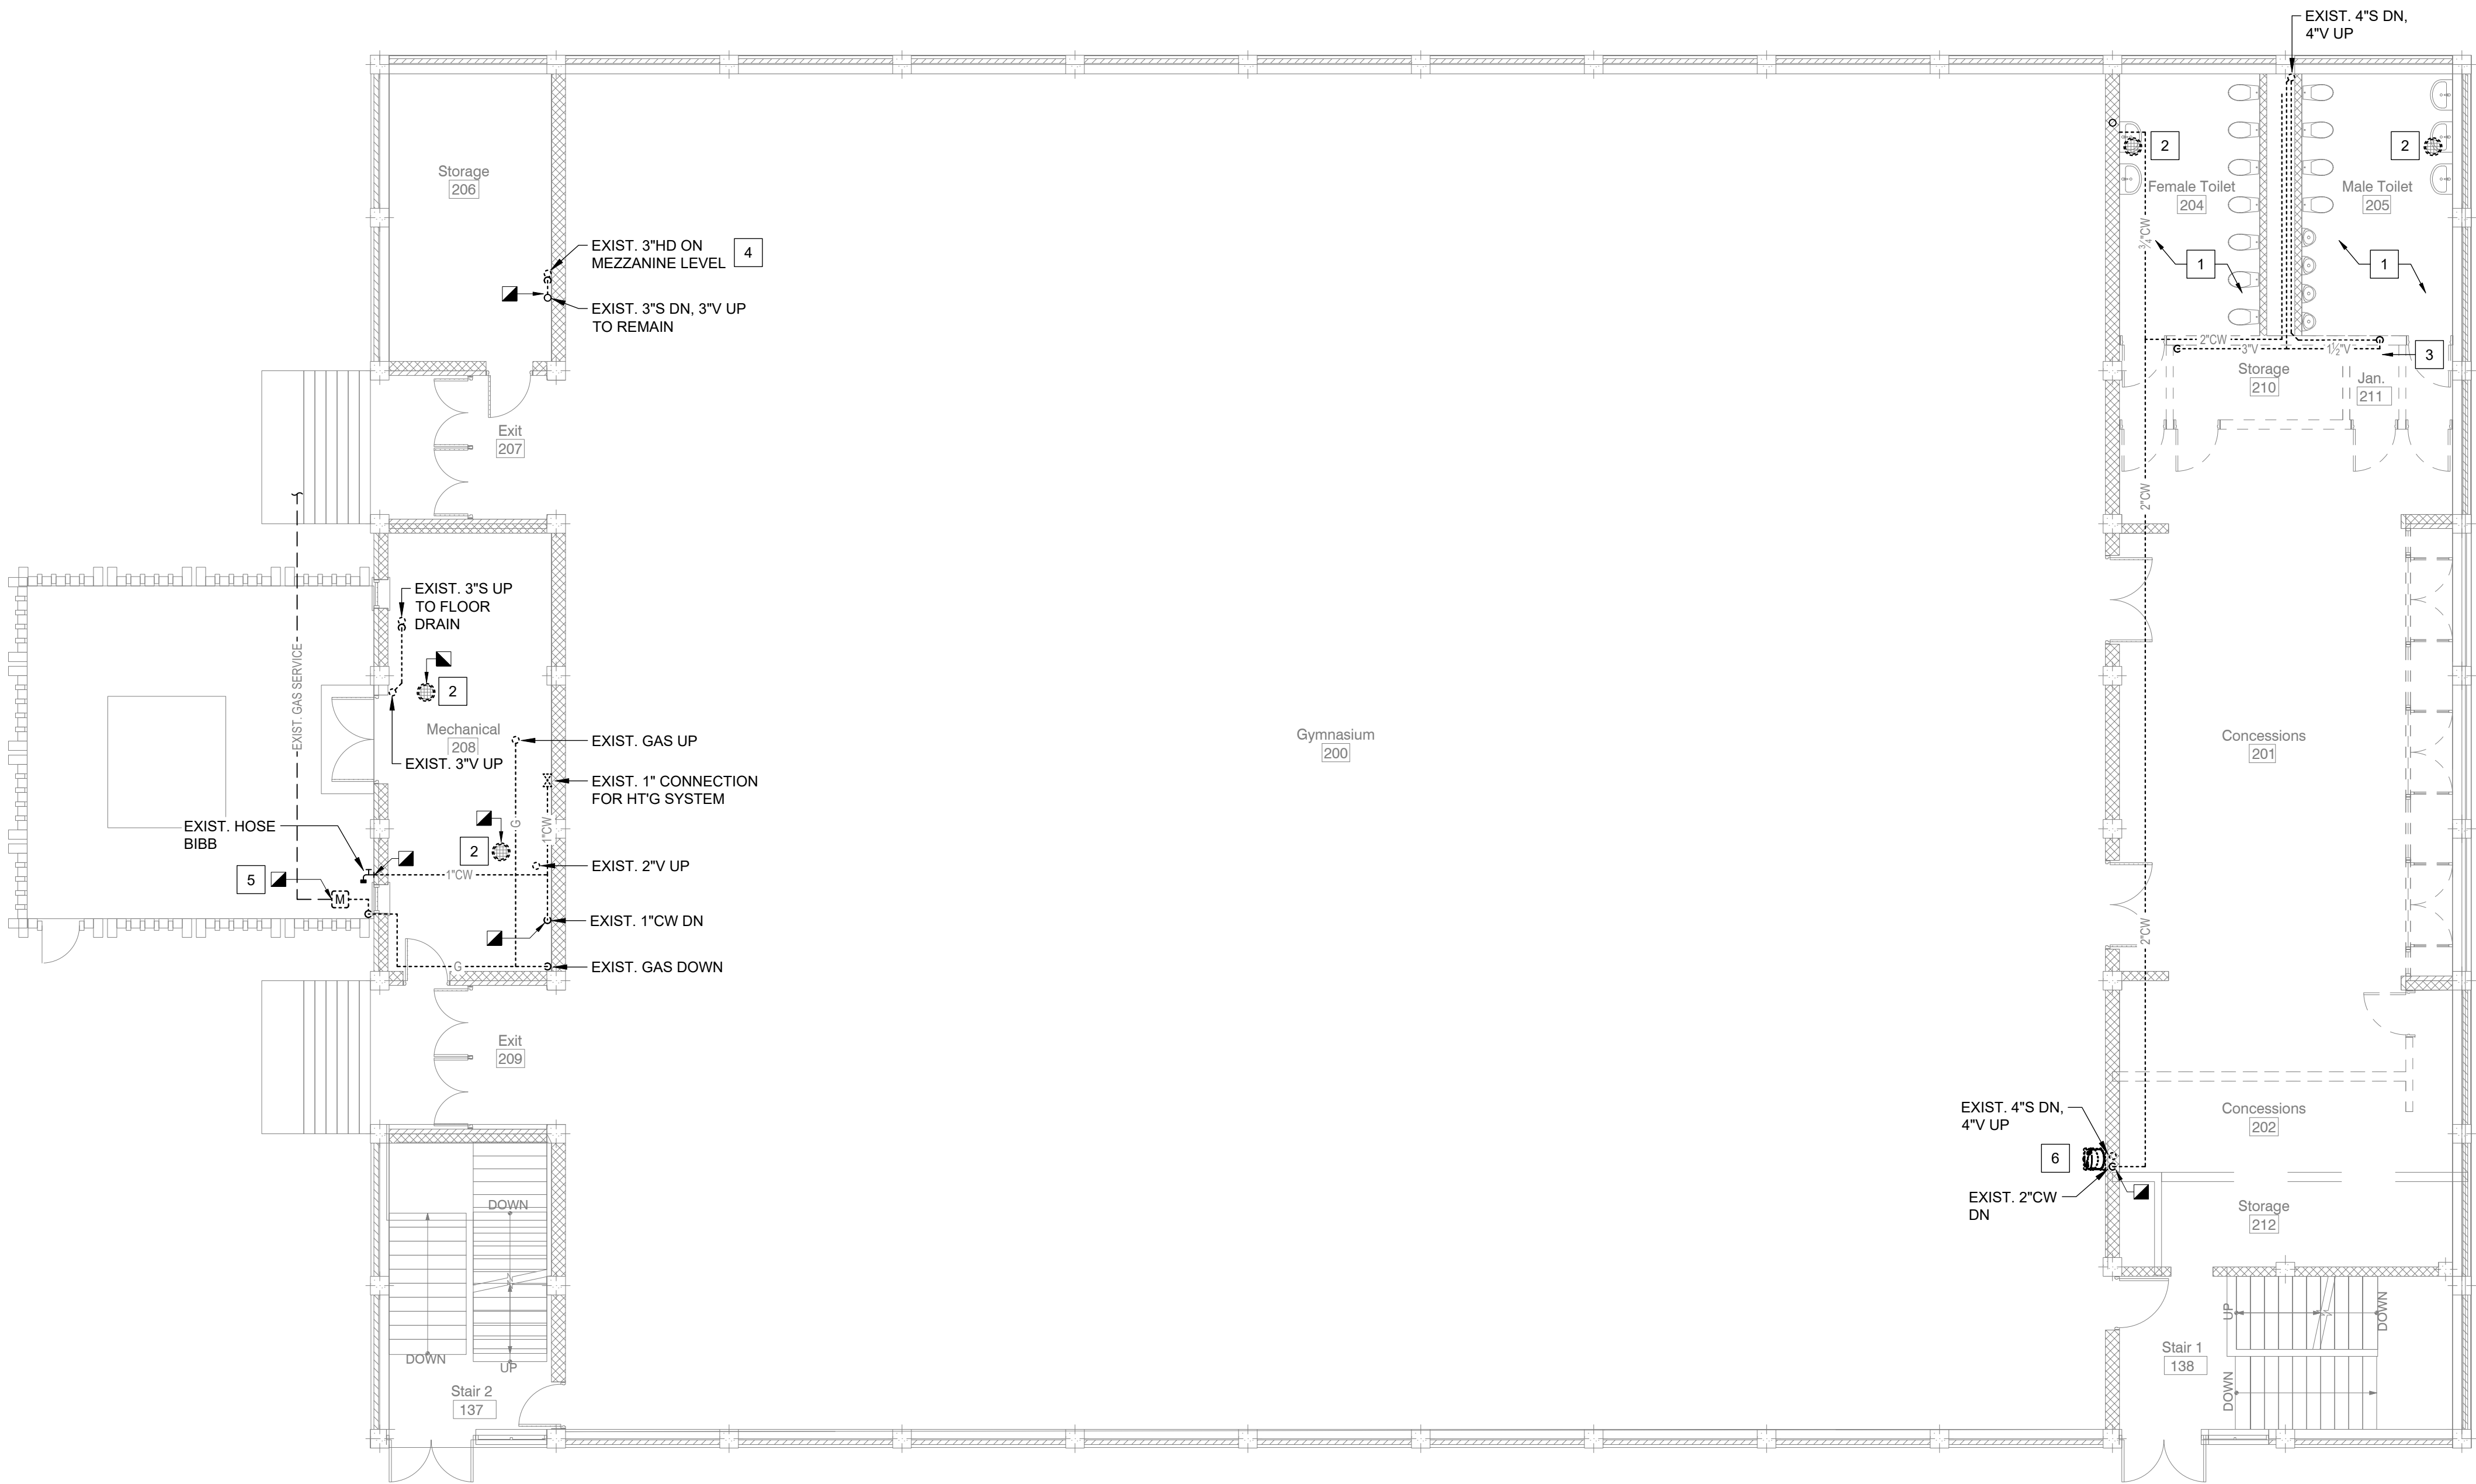 EXIST. 4"S DN,
4"V UP
Storage
206
EXIST. 3"HD ON
MEZZANINE LEVEL
4
EXIST. 3"S DN, 3"V UP
TO REMAIN
Exit
207
2
2
Female Toilet
204
Male Toilet
205
3/4"CW
1
1
2"CW
3"V
1½"V
3
Storage
210
Jan.
211
2"CW
EXIST. GAS SERVICE
EXIST. 3"S UP
TO FLOOR
DRAIN
2
Mechanical
208
EXIST. 3"V UP
EXIST. GAS UP
EXIST. 1" CONNECTION
FOR HT'G SYSTEM
G
1"CW
EXIST. HOSE
BIBB
2
EXIST. 2"V UP
1"CW
5
M
EXIST. 1"CW DN
G
EXIST. GAS DOWN
Gymnasium
200
Concessions
201
2"CW
Exit
209
EXIST. 4"S DN,
4"V UP
6
EXIST. 2"CW
DN
Concessions
202
Storage
212
DOWN
DOWN
UP
Stair 2
137
UP
DOWN
Stair 1
138
DOWN